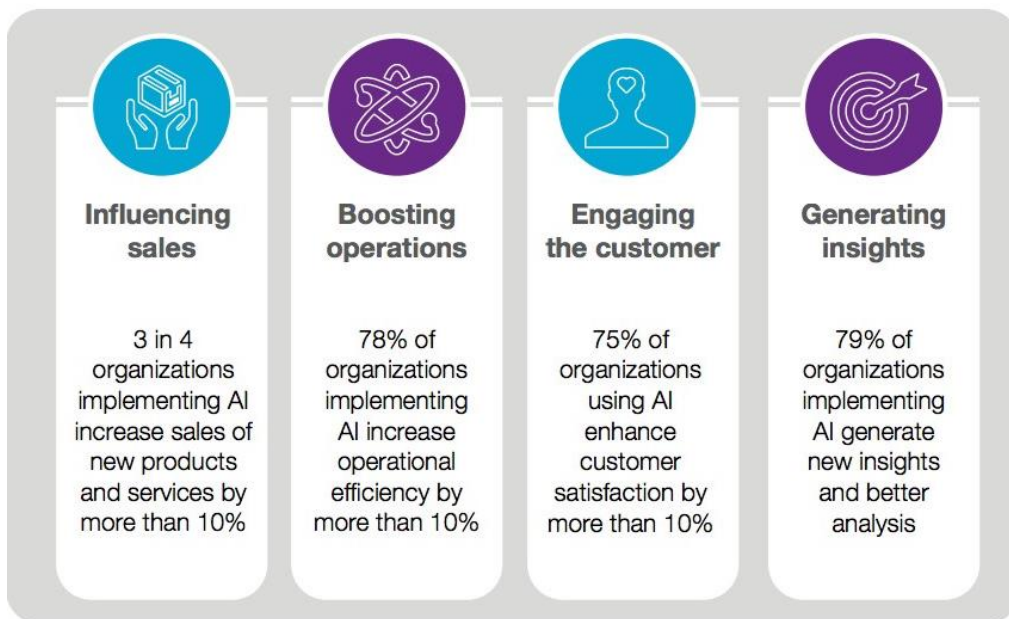 Influencing
sales
3 in 4
organizations
implementing AI
increase sales of
new products
and services by
more than 10%
Boosting
operations
78% of
organizations
implementing
AI increase
operational
efficiency by
more than 10%
Engaging
the customer
75% of
organizations
using AI
enhance
customer
satisfaction by
more than 10%
Generating
insights
79% of
organizations
implementing
AI generate
new insights
and better
analysis